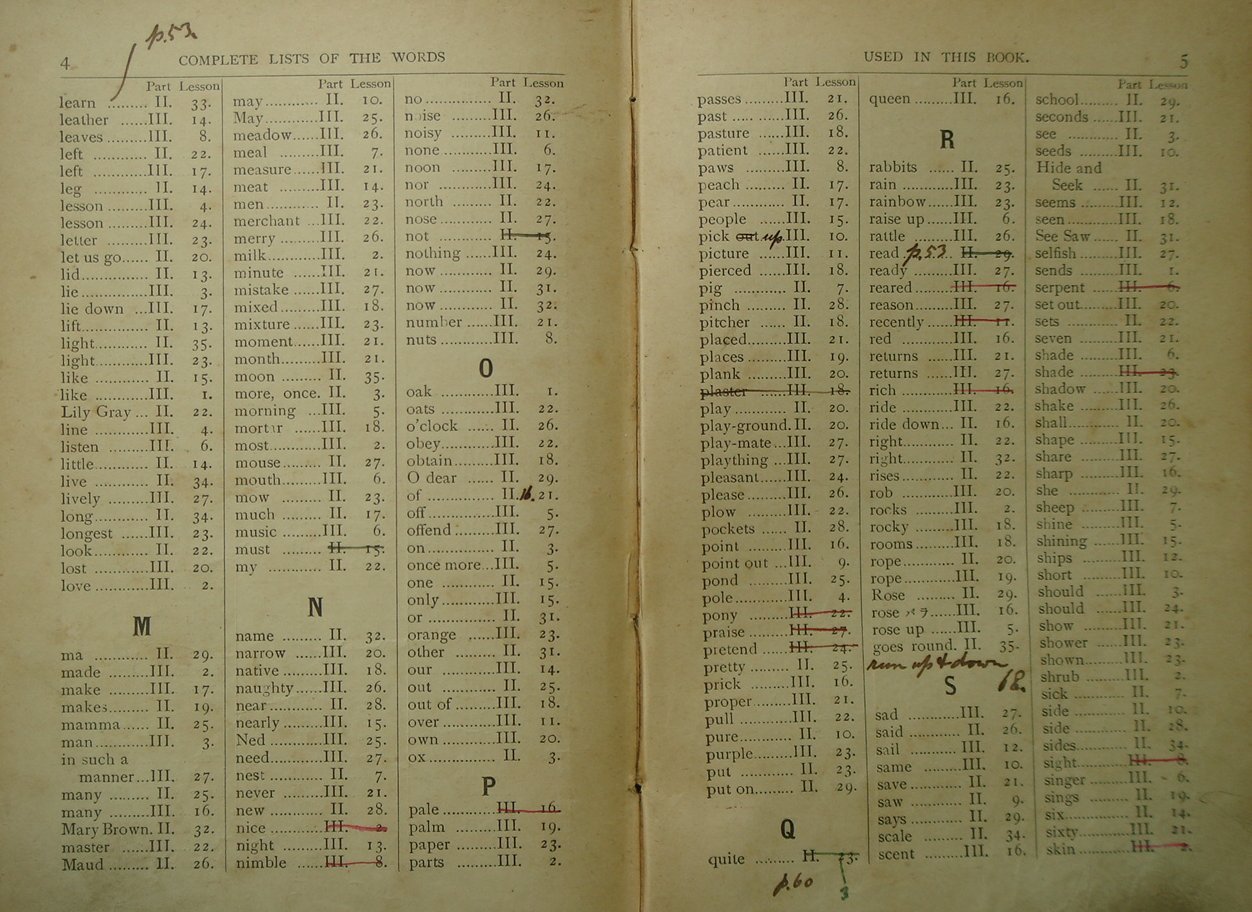 p.53
4 COMPLETE LISTS OF THE WORDS
Part Lesson
learn ......... II. 33.
leather ......III. 14.
leaves .........III. 8.
left ............ II. 22.
left ............III. 17.
leg ............ II. 14.
lesson .........III. 4.
lesson .........III. 24.
letter .........III. 23.
let us go...... II. 20.
lid............... II. 13.
lie...............III. 3.
lie down ...III. 17.
lift............... II. 13.
light............ II. 35.
light............III. 23.
like ............ II. 15.
like ............III. 1.
Lily Gray ... II. 22.
line ............III. 4.
listen .........III. 6.
little............ II. 14.
live ............ II. 34.
lively .........III. 27.
long............ II. 34.
longest ......III. 23.
look............ II. 22.
lost ............III. 20.
love ............III. 2.
M
ma ............ II. 29.
made .........III. 2.
make .........III. 17.
makes.........III. 19.
mamma...... II. 25.
man............III. 3.
in such a
manner...III. 27.
many ......... II. 25.
many .........III. 16.
Mary Brown. II. 32.
master ......III. 22.
Maud ......... II. 26.
Part Lesson
may............ II. 10.
May............III. 25.
meadow......III. 26.
meal .........III. 7.
measure......III. 21.
meat .........III. 14.
men ............ II. 23.
merchant ...III. 22.
merry .........III. 26.
milk............III. 2.
minute ......III. 21.
mistake ......III. 27.
mixed.........III. 18.
mixture ......III. 23.
moment......III. 21.
month.........III. 21.
moon ......... II. 35.
more, once. II. 3.
morning ...III. 5.
mortar ......III. 18.
most............III. 2.
mouse......... II. 27.
mouth.........III. 6.
mow ......... II. 23.
much ......... II. 17.
music .........III. 6.
must ......... II. 15.
my ............ II. 22.
N
name ......... II. 32.
narrow ......III. 20.
native .........III. 18.
naughty......III. 26.
near............ II. 28.
nearly .........III. 15.
Ned ............III. 25.
need............III. 27.
nest ............ II. 7.
never .........III. 21.
new ............ II. 28.
nice ............III. 2.
night .........III. 13.
nimble ......III. 8.
Part Lesson
no............... II. 32.
noise .........III. 26.
noisy .........III. 11.
none............III. 6.
noon .........III. 17.
nor ............III. 24.
north ......... II. 22.
nose............III. 27.
not ............ II. 15.
nothing ......III. 24.
now ............ II. 29.
now ............ II. 31.
now ............ II. 32.
number ......III. 21.
nuts............III. 8.
O
oak ............III. 1.
oats ............III. 22.
o'clock ...... II. 26.
obey............III. 22.
obtain.........III. 18.
O dear ...... II. 29.
of ............... II. 16. 21.
off...............III. 5.
offend .........III. 27.
on............... II. 3.
once more...III. 5.
one ............ II. 15.
only............III. 15.
or ............... II. 31.
orange ......III. 23.
other ......... II. 31.
our ............III. 14.
out ............ II. 25.
out of .........III. 18.
over............III. 11.
own ............III. 20.
ox............... II. 3.
P
pale ............III. 16.
palm .........III. 19.
paper .........III. 23.
parts .........III. 2.
USED IN THIS BOOK. 5
Part Lesson
passes .........III. 21.
past ............III. 26.
pasture ......III. 18.
patient ......III. 22.
paws .........III. 8.
peach ......... II. 17.
pear............ II. 17.
people ......III. 15.
pick out up III. 10.
picture ......III. 11.
pierced ......III. 18.
pig ............ II. 7.
pinch ......... II. 28.
pitcher ...... II. 18.
placed.........III. 21.
places.........III. 19.
plank .........III. 20.
plaster ......III. 18.
play ............ II. 20.
play-ground. II. 20.
play-mate...III. 27.
plaything ...III. 27.
pleasant......III. 24.
please.........III. 26.
plow .........III. 22.
pockets ...... II. 28.
point .........III. 16.
point out ...III. 9.
pond .........III. 25.
pole............III. 4.
pony .........III. 22.
praise .........III. 27.
pretend ......III. 24.
pretty ......... II. 25.
prick .........III. 16.
proper.........III. 21.
pull ............III. 22.
pure............ II. 10.
purple.........III. 23.
put ............ II. 23.
put on......... II. 29.
Q
quite ......... II. 23.
p.60
3
Part Lesson
queen .........III. 16.
R
rabbits ...... II. 25.
rain ............III. 23.
rainbow......III. 23.
raise up......III. 6.
rattle .........III. 26.
read p.53 II. 29.
ready .........III. 27.
reared.........III. 16.
reason.........III. 27.
recently ......III. 11.
red ............III. 16.
returns ......III. 21.
returns ......III. 27.
rich ............III. 16.
ride ............III. 22.
ride down... II. 16.
right............ II. 22.
right............ II. 32.
rises............ II. 22.
rob ............III. 20.
rocks .........III. 2.
rocky .........III. 18.
rooms.........III. 18.
rope............ II. 20.
rope............III. 19.
Rose ......... II. 29.
rose ......III. 16.
rose up ......III. 5.
goes round. II. 35.
run up & down
12.
S
sad ............III. 27.
said ............ II. 26.
sail ............III. 12.
same .........III. 10.
save............ II. 21.
saw ............ II. 9.
says ............ II. 29.
scale ......... II. 34.
scent .........III. 16.
Part Lesson
school......... II. 29.
seconds ......III. 21.
see ............ II. 3.
seeds .........III. 10.
Hide and
Seek ...... II. 31.
seems .........III. 12.
seen............III. 18.
See Saw...... II. 31.
selfish.........III. 27.
sends .........III. 1.
serpent ......III. 6.
set out.........III. 20.
sets ............ II. 22.
seven .........III. 21.
shade .........III. 6.
shade .........III. 23.
shadow ......III. 20.
shake .........III. 26.
shall............ II. 20.
shape .........III. 15.
share .........III. 27.
sharp .........III. 16.
she ............ II. 29.
sheep .........III. 7.
shine .........III. 5.
shining ......III. 15.
ships .........III. 12.
short .........III. 10.
should ......III. 3.
should ......III. 24.
show .........III. 21.
shower ......III. 23.
shown.........III. 23.
shrub .........III. 2.
sick ............ II. 7.
side ............ II. 10.
side ............ II. 28.
sides............ II. 34.
sight .........III. 8.
singer .........III. 6.
sings ......... II. 19.
six............... II. 14.
sixty .........III. 21.
skin ............III. 2.